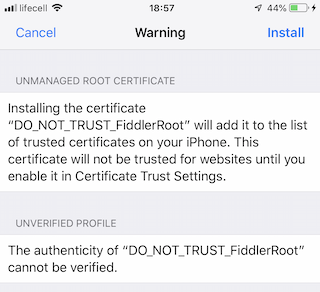 lifecell 18:57 44%
Cancel Warning Install
UNMANAGED ROOT CERTIFICATE
Installing the certificate
“DO_NOT_TRUST_FiddlerRoot” will add it to the list
of trusted certificates on your iPhone. This
certificate will not be trusted for websites until you
enable it in Certificate Trust Settings.
UNVERIFIED PROFILE
The authenticity of “DO_NOT_TRUST_FiddlerRoot”
cannot be verified.